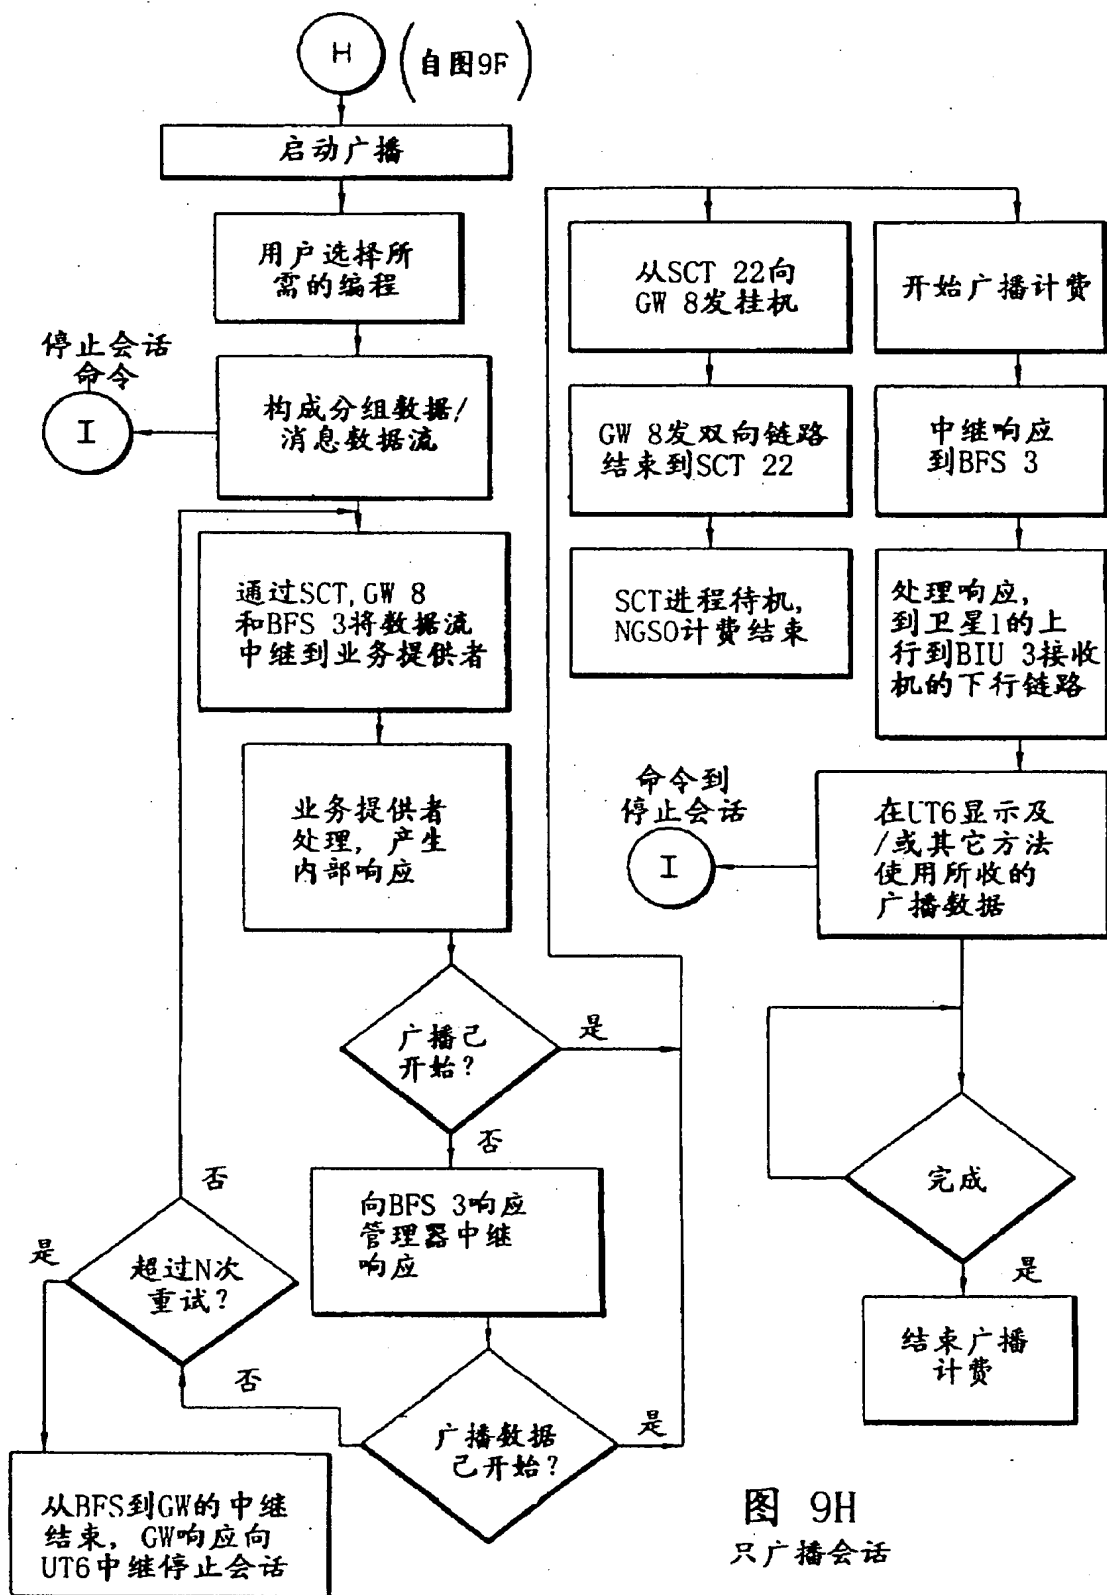 H
(自图9F)
启动广播
用户选择所
需的编程
停止会话
命令
I
构成分组数据/
消息数据流
通过SCT,GW 8
和BFS 3将数据流
中继到业务提供者
业务提供者
处理，产生
内部响应
广播已
开始？
是
否
向BFS 3响应
管理器中继
响应
广播数据
已开始？
是
否
超过N次
重试？
否
是
从BFS到GW的中继
结束，GW响应向
UT6中继停止会话
从SCT 22向
GW 8发挂机
GW 8发双向链路
结束到SCT 22
SCT进程待机,
NGSO计费结束
开始广播计费
中继响应
到BFS 3
处理响应,
到卫星1的上
行到BIU 3接收
机的下行链路
命令到
停止会话
I
在UT6显示及
/或其它方法
使用所收的
广播数据
完成
是
结束广播
计费
图 9H
只广播会话